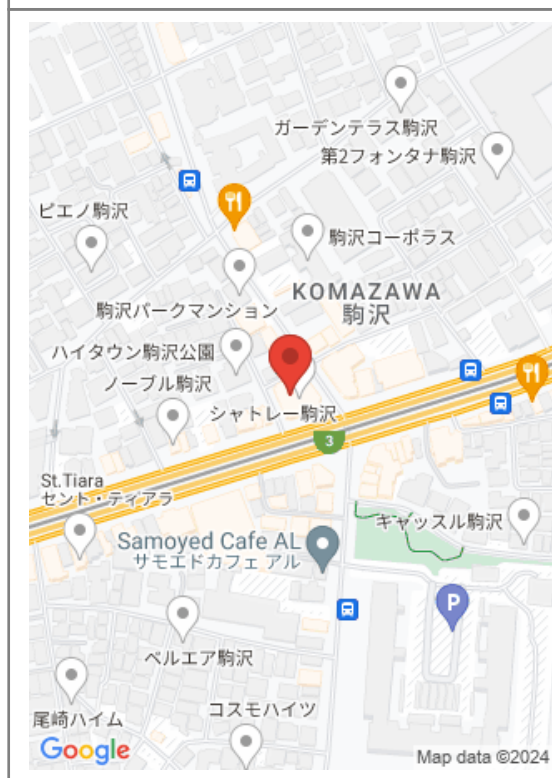 ガーデンテラス駒沢
第2フォンタナ駒沢
ピエノ駒沢
駒沢コーポラス
KOMAZAWA
駒沢
駒沢パークマンション
ハイタウン駒沢公園
ノーブル駒沢
シャトレー駒沢
3
St.Tiara
セント・ティアラ
キャッスル駒沢
Samoyed Cafe AL
サモエドカフェ アル
P
ベルエア駒沢
尾崎ハイム
コスモハイツ
Google
Map data ©2024